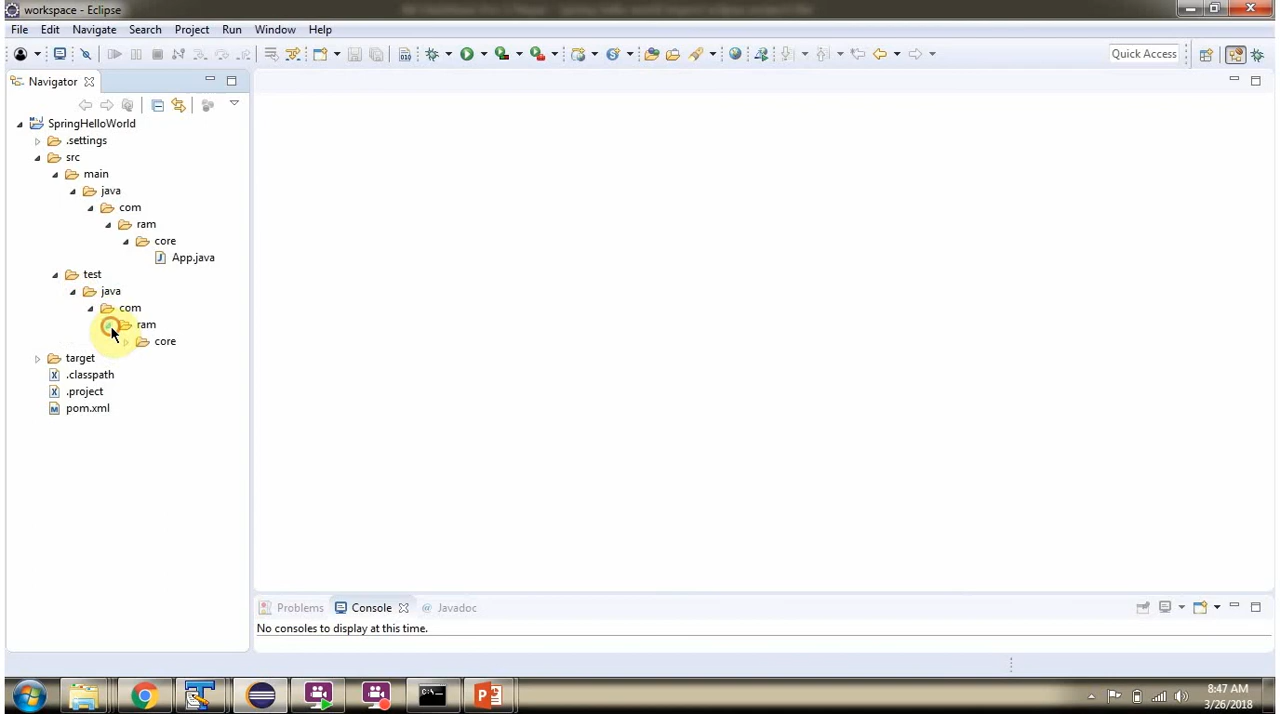 workspace - Eclipse
File Edit Navigate Search Project Run Window Help
Quick Access
Navigator
SpringHelloWorld
.settings
src
main
java
com
ram
core
App.java
test
java
com
ram
core
target
.classpath
.project
pom.xml
Problems Console @ Javadoc
No consoles to display at this time.
8:47 AM
3/26/2018